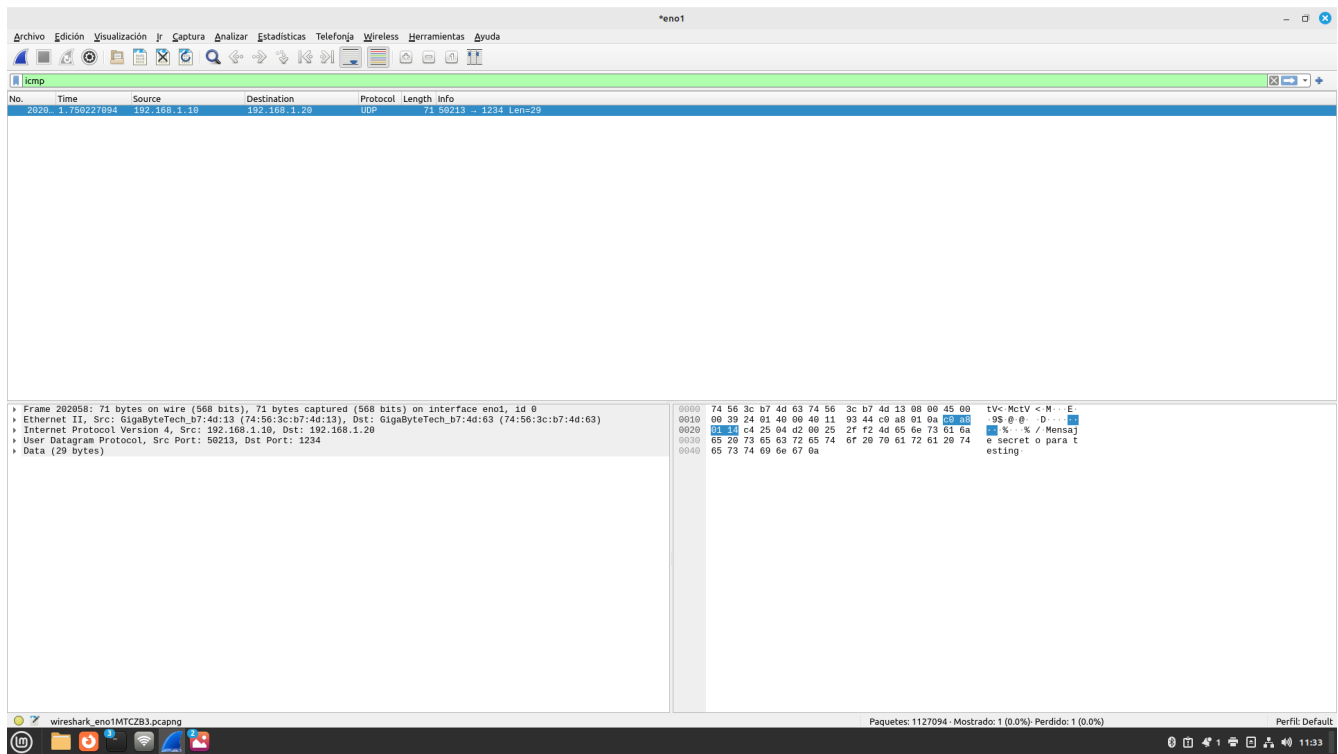 *eno1
Archivo Edición Visualización Ir Captura Analizar Estadísticas Telefonía Wireless Herramientas Ayuda
icmp
No. Time Source Destination Protocol Length Info
2020… 1.750227094 192.168.1.10 192.168.1.20 UDP 71 50213 → 1234 Len=29
Frame 202058: 71 bytes on wire (568 bits), 71 bytes captured (568 bits) on interface eno1, id 0
Ethernet II, Src: GigaByteTech_b7:4d:13 (74:56:3c:b7:4d:13), Dst: GigaByteTech_b7:4d:63 (74:56:3c:b7:4d:63)
Internet Protocol Version 4, Src: 192.168.1.10, Dst: 192.168.1.20
User Datagram Protocol, Src Port: 50213, Dst Port: 1234
Data (29 bytes)
0000 74 56 3c b7 4d 63 74 56 3c b7 4d 13 08 00 45 00 tV<·MctV <·M···E·
0010 00 39 24 01 40 00 40 11 93 44 c0 a8 01 0a c0 a8 ·9$·@·@· ·D······
0020 01 14 c4 25 04 d2 00 25 2f f2 4d 65 6e 73 61 6a ···%···% /·Mensaj
0030 65 20 73 65 63 72 65 74 6f 20 70 61 72 61 20 74 e secret o para t
0040 65 73 74 69 6e 67 0a esting·
wireshark_eno1MTCZB3.pcapng Paquetes: 1127094 · Mostrado: 1 (0.0%)· Perdido: 1 (0.0%) Perfil: Default
3 2 1 11:33